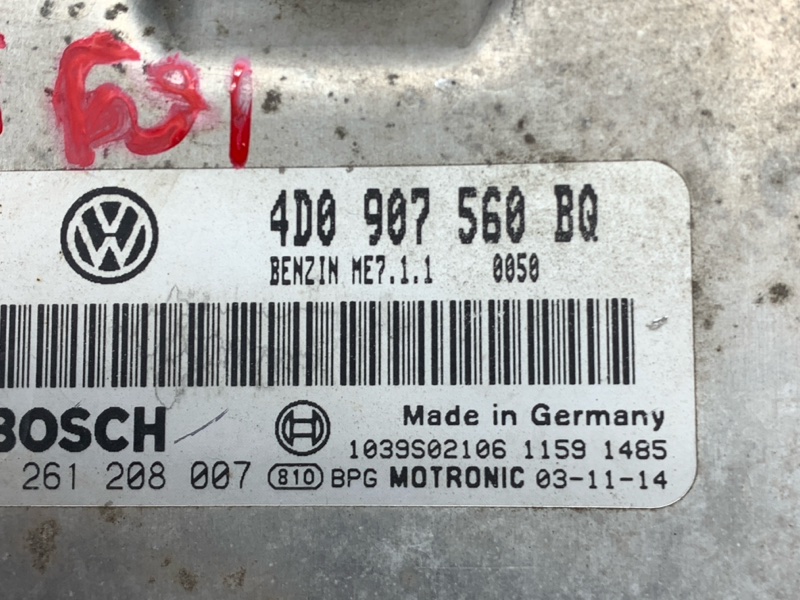 4D0 907 560 BQ
BENZIN ME7.1.1 0050
BOSCH
Made in Germany
1039S02106 1159 1485
261 208 007 810 BPG MOTRONIC 03-11-14